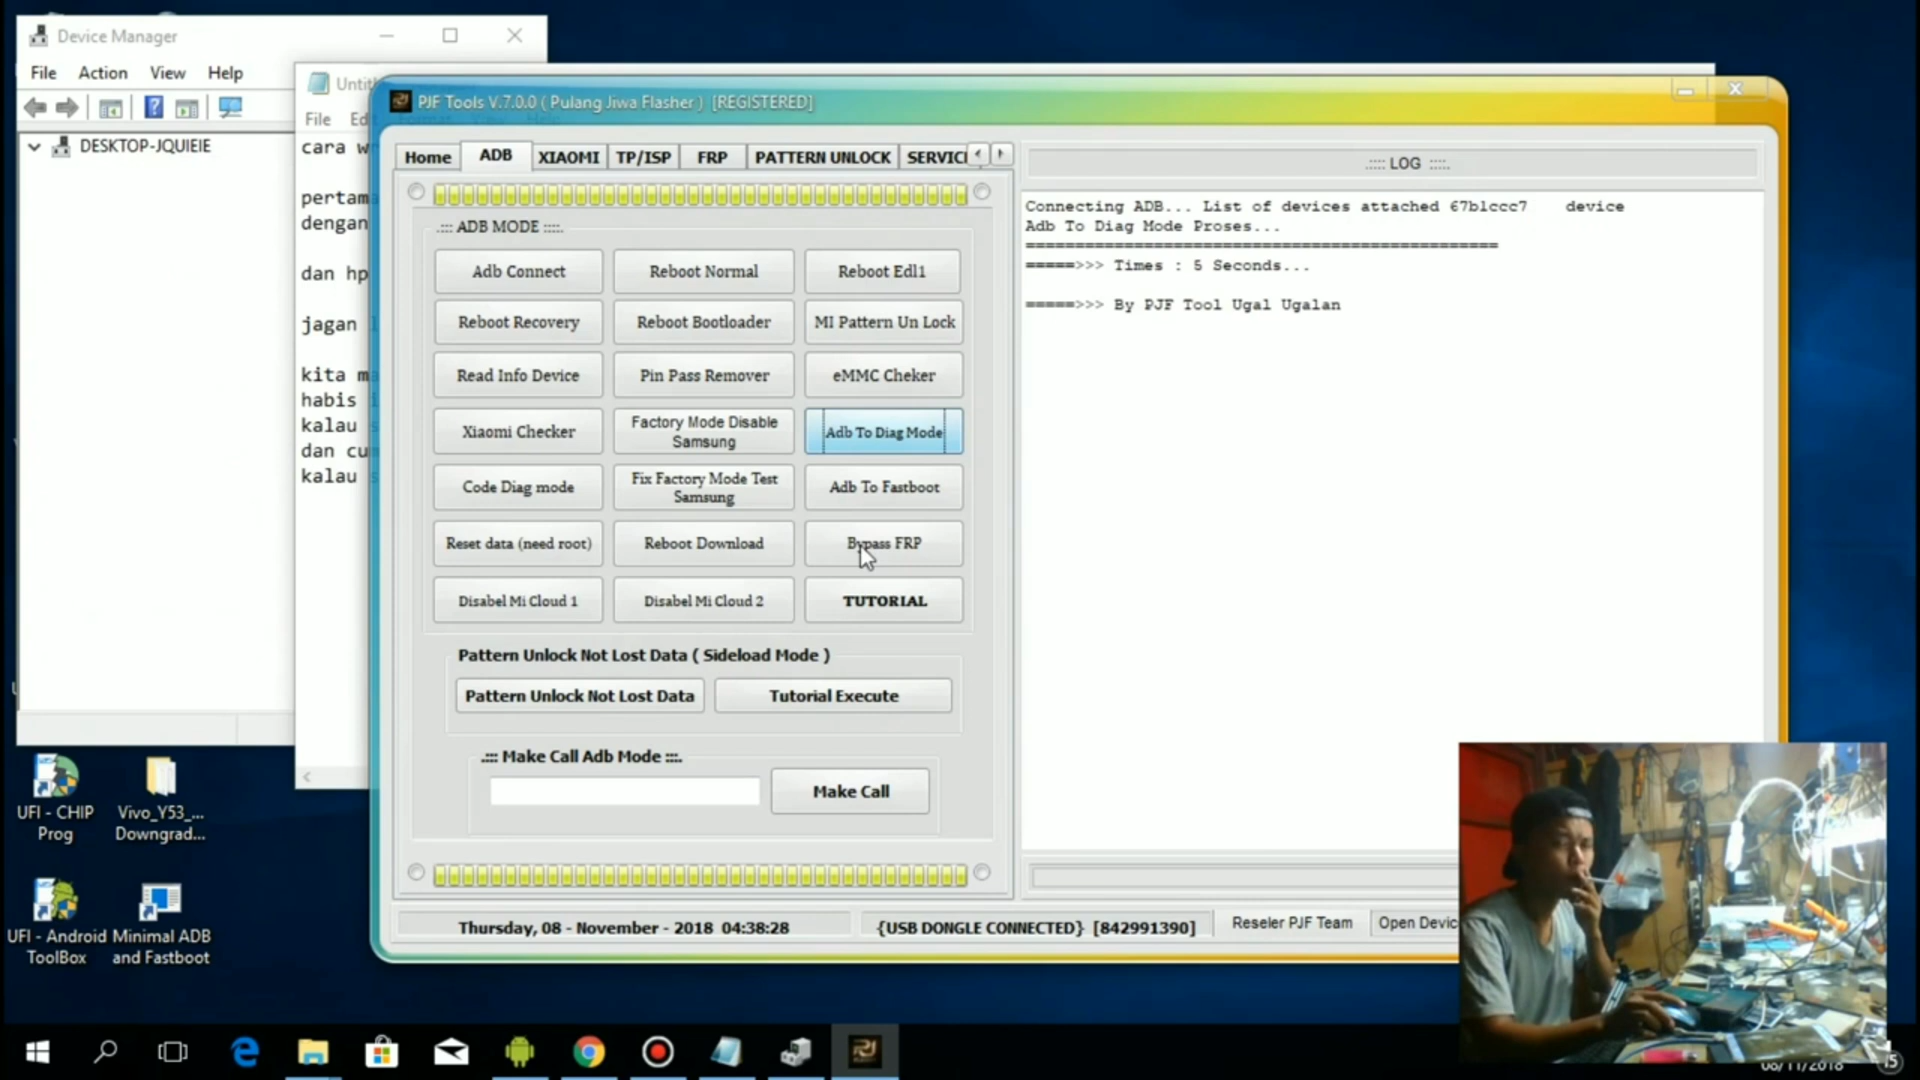 Device Manager
File Action View Help
DESKTOP-JQUIEIE
File
cara
pertama
dengan
dan hp
jagan
kita
habis
kalau
dan
kalau
PJF Tools V.7.0.0 ( Pulang Jiwa Flasher ) [REGISTERED]
Home ADB XIAOMI TP/ISP FRP PATTERN UNLOCK
.::: ADB MODE ::::.
Adb Connect Reboot Normal Reboot Edl1
Reboot Recovery Reboot Bootloader MI Pattern Un Lock
Read Info Device Pin Pass Remover eMMC Cheker
Xiaomi Checker Factory Mode Disable Samsung Adb To Diag Mode
Code Diag mode Fix Factory Mode Test Samsung Adb To Fastboot
Reset data (need root) Reboot Download Bypass FRP
Disabel Mi Cloud 1 Disabel Mi Cloud 2 TUTORIAL
Pattern Unlock Not Lost Data ( Sideload Mode )
Pattern Unlock Not Lost Data Tutorial Execute
.::: Make Call Adb Mode :::.
Make Call
:::: LOG ::::.
Connecting ADB... List of devices attached 67b1ccc7 device
Adb To Diag Mode Proses...
=============================================
=====>>> Times : 5 Seconds...
=====>>> By PJF Tool Ugal Ugalan
Thursday, 08 - November - 2018 04:38:28 {USB DONGLE CONNECTED} [842991390] Reseler PJF Team Open
UFI - CHIP Prog
Vivo_Y53_... Downgrad...
UFI - Android ToolBox
Minimal ADB and Fastboot